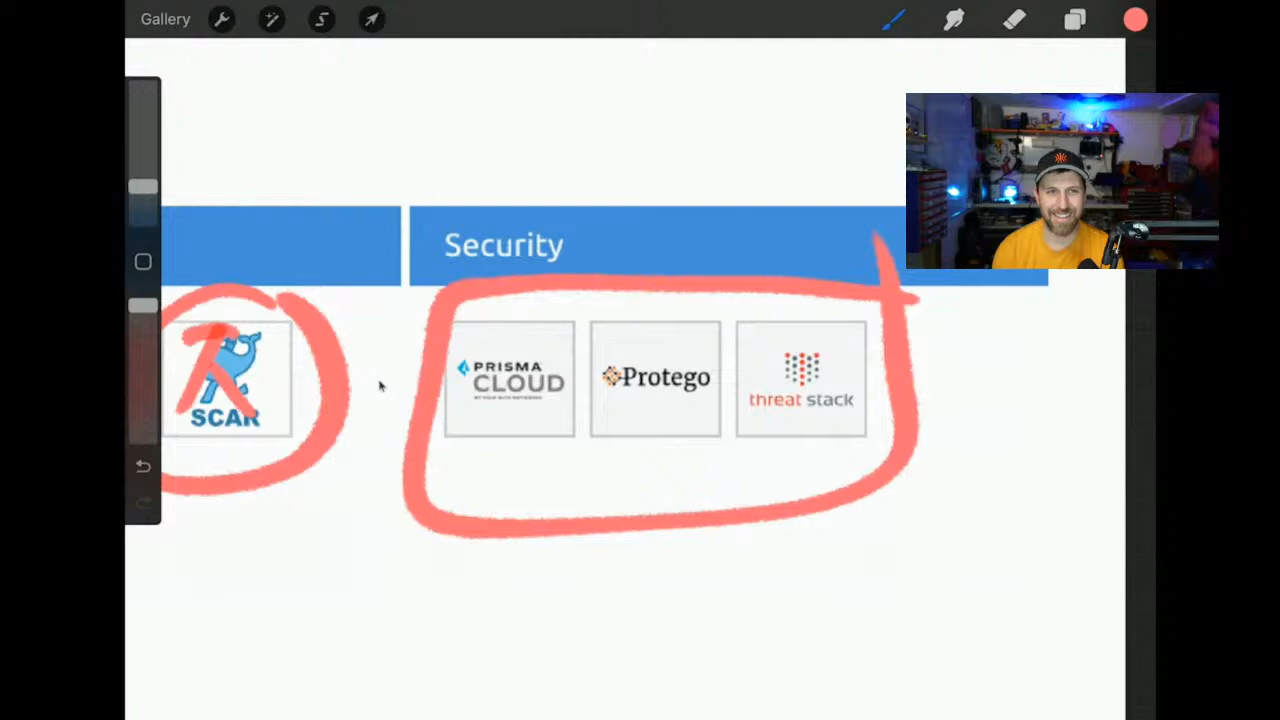 Gallery
Security
PRISMA
CLOUD
Protego
threat stack
SCAR